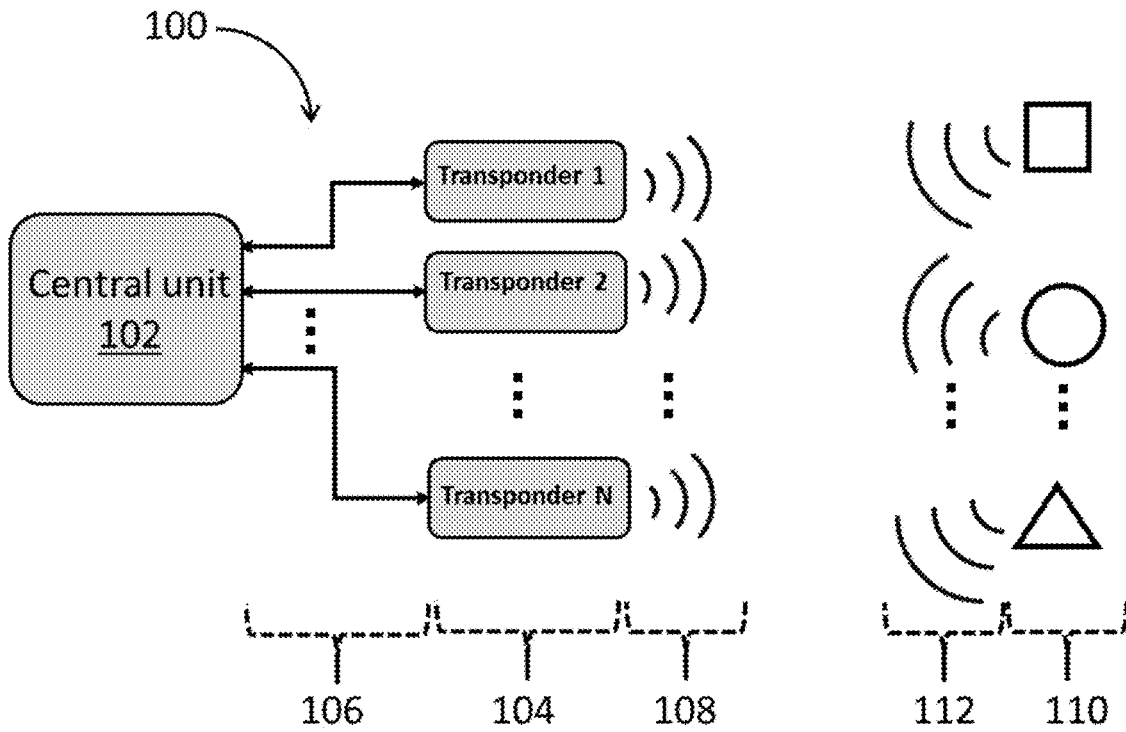 100
Transponder 1
Central unit
102
Transponder 2
Transponder N
106
104
108
112
110